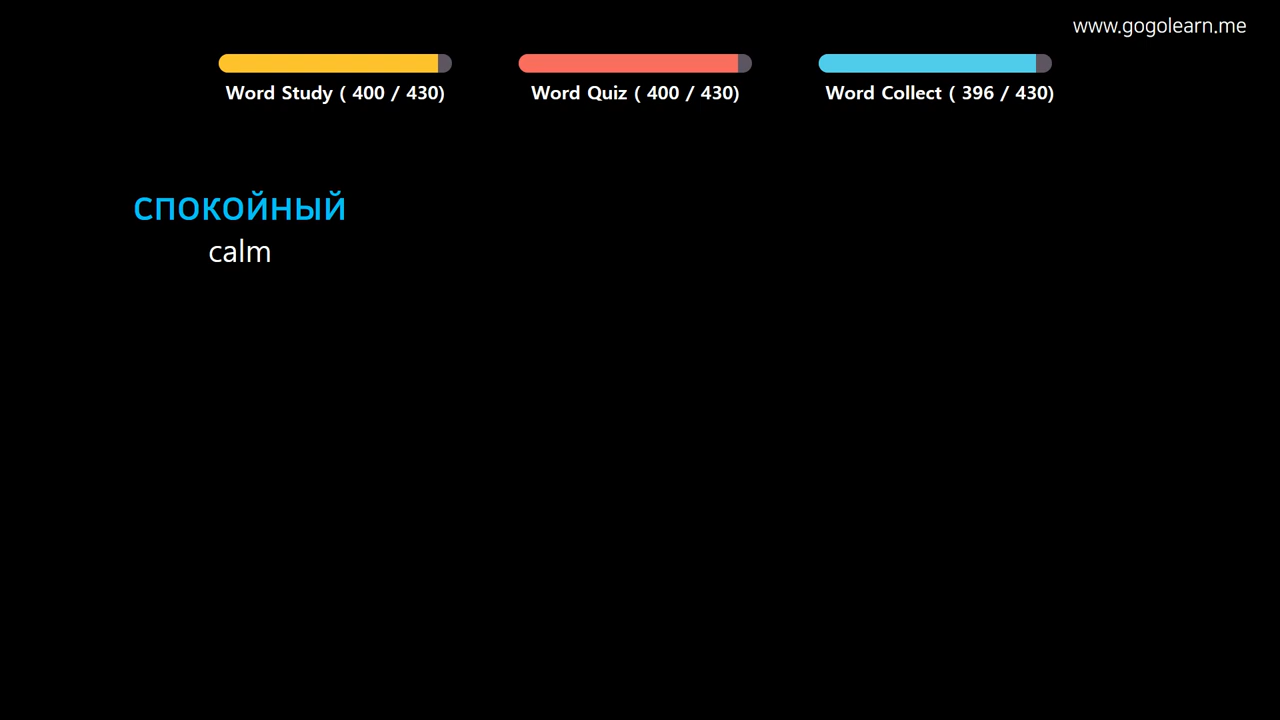 www.gogolearn.me
Word Study ( 400 / 430)
Word Quiz ( 400 / 430)
Word Collect ( 396 / 430)
спокойный
calm